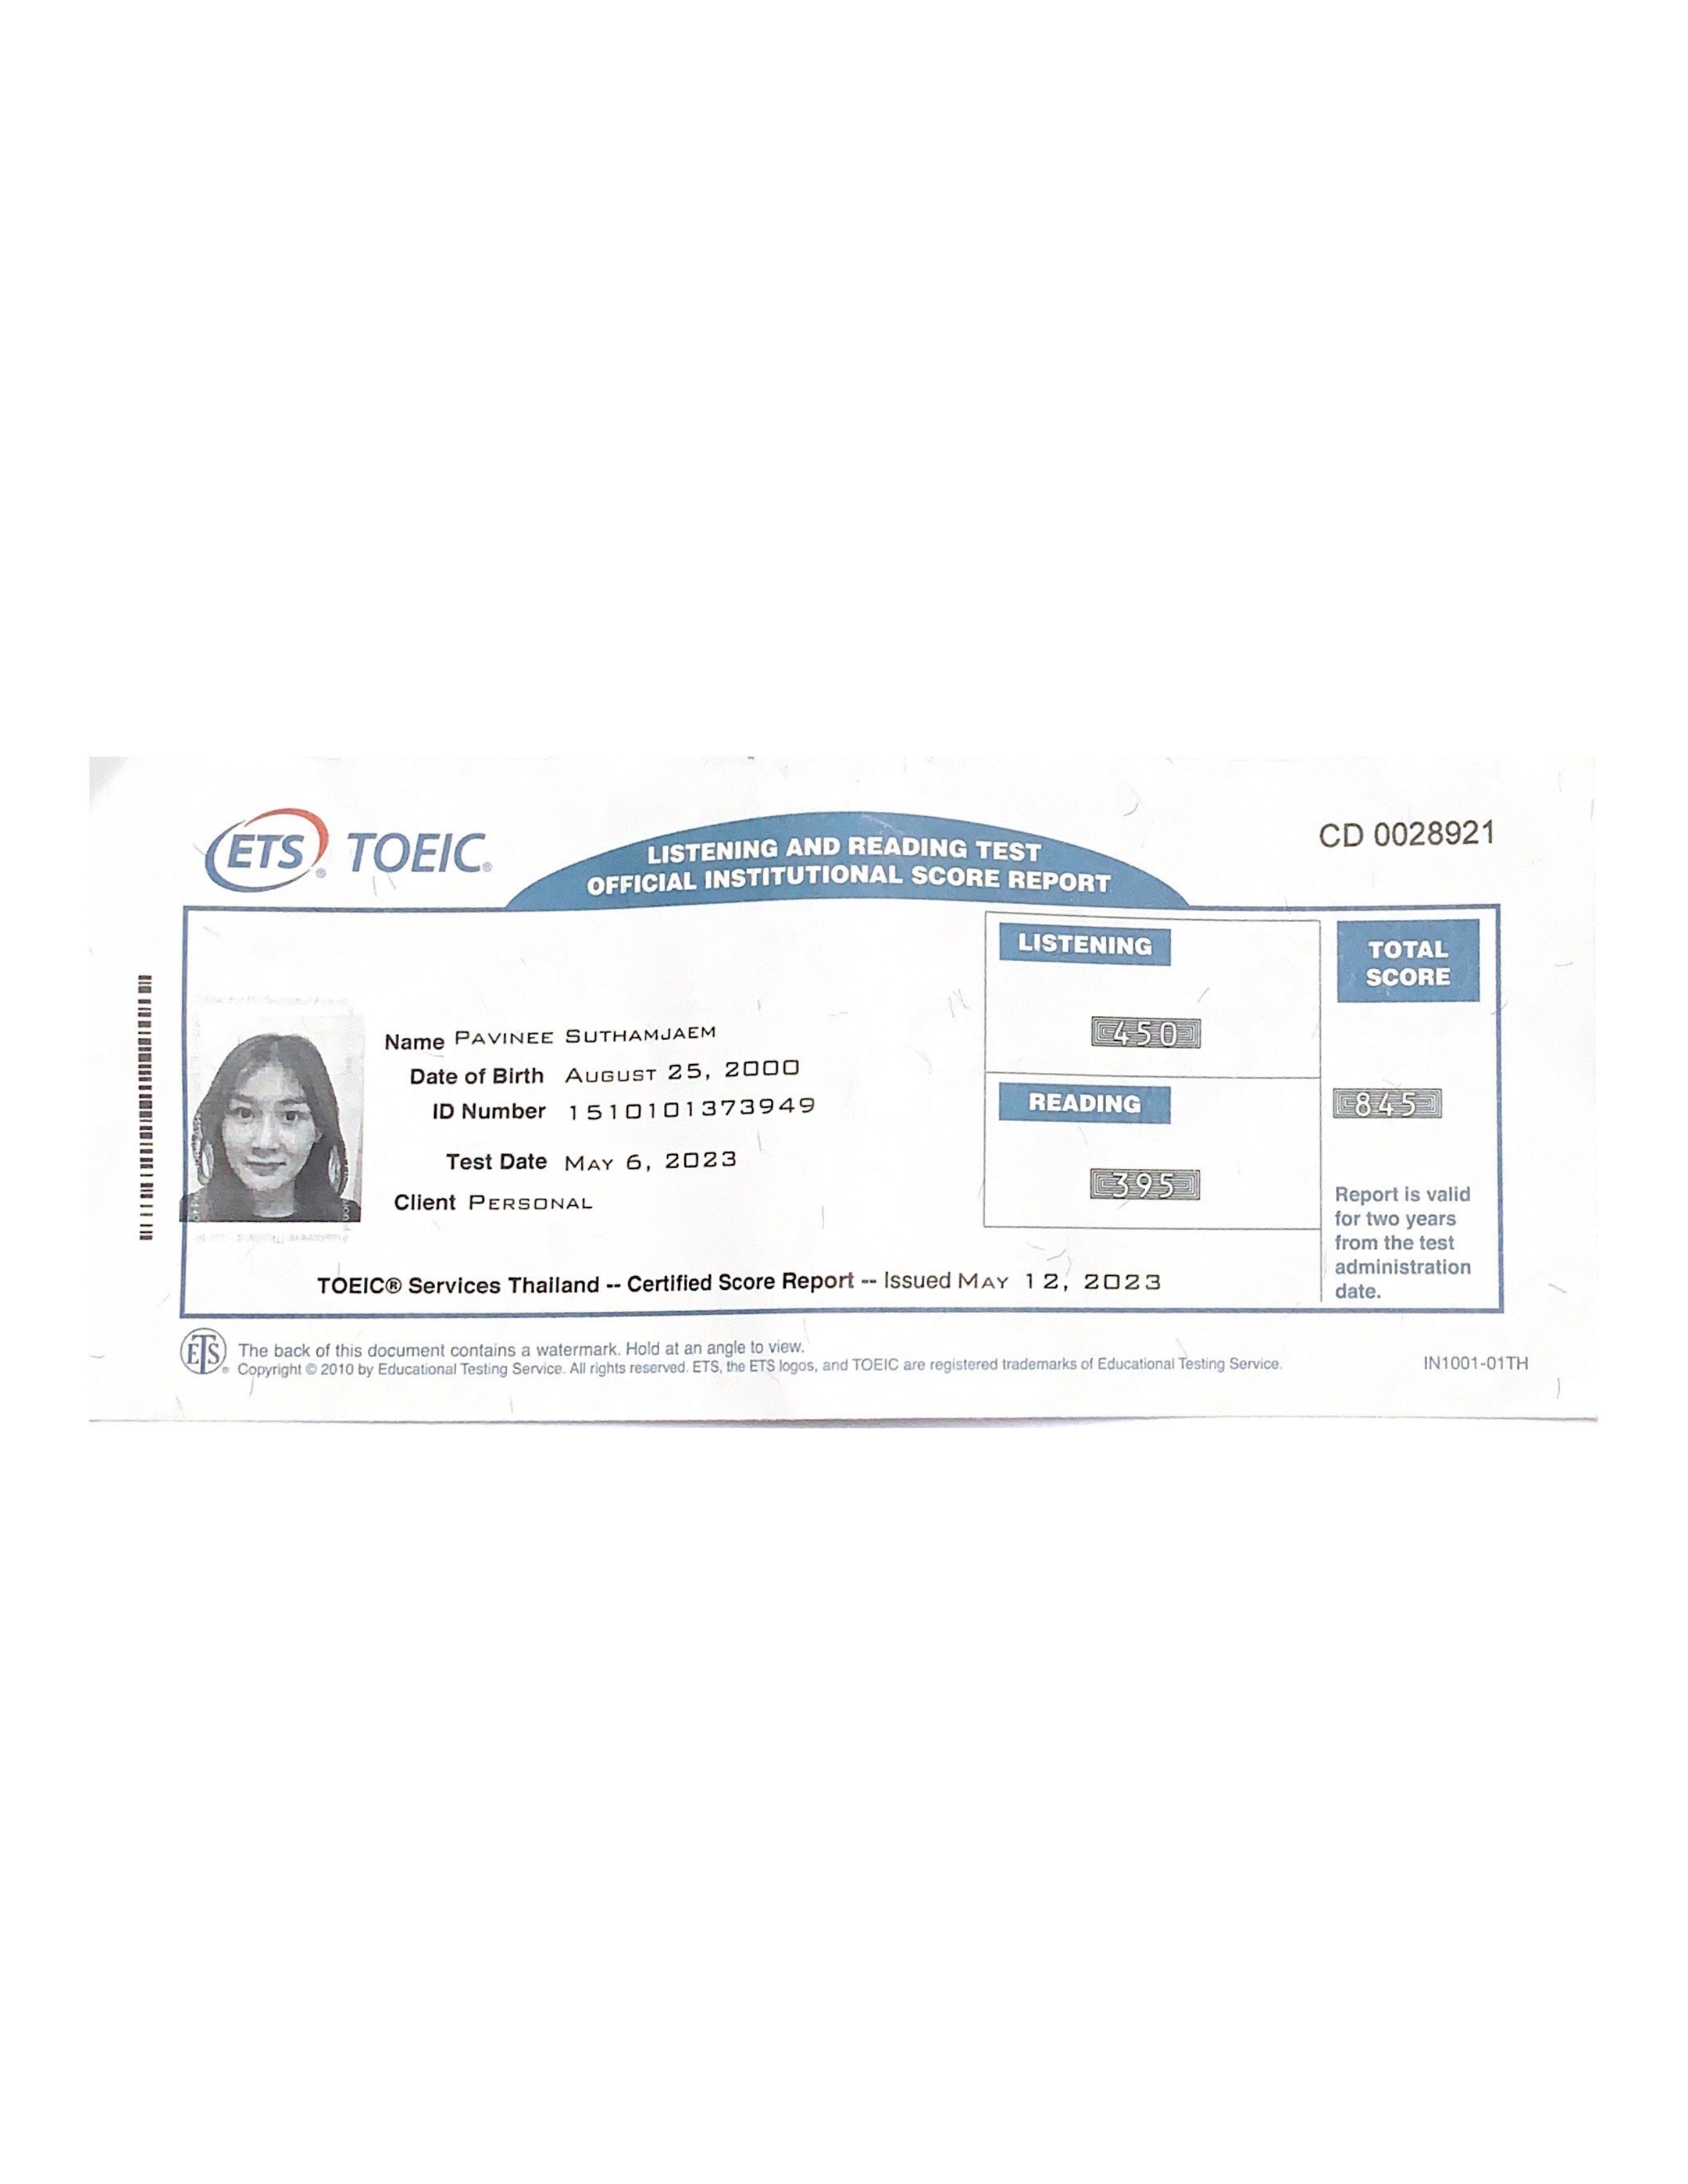 ETS® TOEIC®
LISTENING AND READING TEST
OFFICIAL INSTITUTIONAL SCORE REPORT
CD 0028921
Name PAVINEE SUTHAMJAEM
Date of Birth AUGUST 25, 2000
ID Number 1510101373949
Test Date MAY 6, 2023
Client PERSONAL
LISTENING
450
READING
395
TOTAL
SCORE
845
Report is valid
for two years
from the test
administration
date.
TOEIC® Services Thailand -- Certified Score Report -- Issued MAY 12, 2023
ETS®
The back of this document contains a watermark. Hold at an angle to view.
Copyright © 2010 by Educational Testing Service. All rights reserved. ETS, the ETS logos, and TOEIC are registered trademarks of Educational Testing Service.
IN1001-01TH